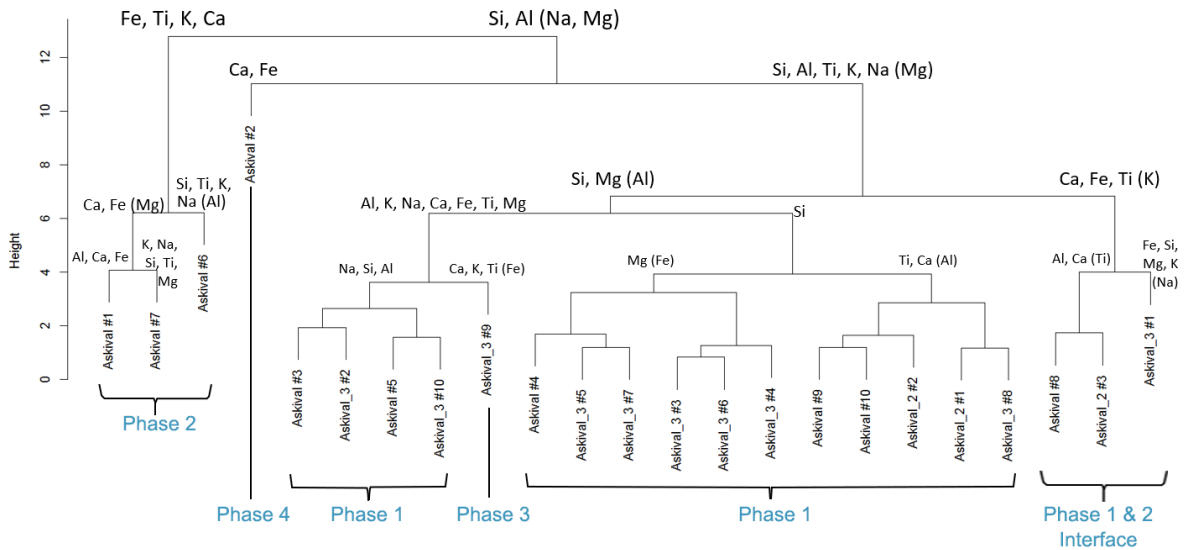 Fe, Ti, K, Ca
Si, Al (Na, Mg)
Ca, Fe
Si, Al, Ti, K, Na (Mg)
Si, Mg (Al)
Ca, Fe, Ti (K)
Si, Ti, K,
Na (Al)
Ca, Fe (Mg)
Al, K, Na, Ca, Fe, Ti, Mg
Si
Al, Ca, Fe
K, Na,
Si, Ti,
Mg
Na, Si, Al
Ca, K, Ti (Fe)
Mg (Fe)
Ti, Ca (Al)
Al, Ca (Ti)
Fe, Si,
Mg, K
(Na)
Height
12
10
8
6
4
2
0
Askival #1
Askival #7
Askival #6
Askival #2
Askival #3
Askival_3 #2
Askival #5
Askival_3 #10
Askival_3 #9
Askival #4
Askival_3 #5
Askival_3 #7
Askival_3 #3
Askival_3 #6
Askival_3 #4
Askival #9
Askival #10
Askival_2 #2
Askival_2 #1
Askival_3 #8
Askival #8
Askival_2 #3
Askival_3 #1
Phase 2
Phase 4
Phase 1
Phase 3
Phase 1
Phase 1 & 2
Interface